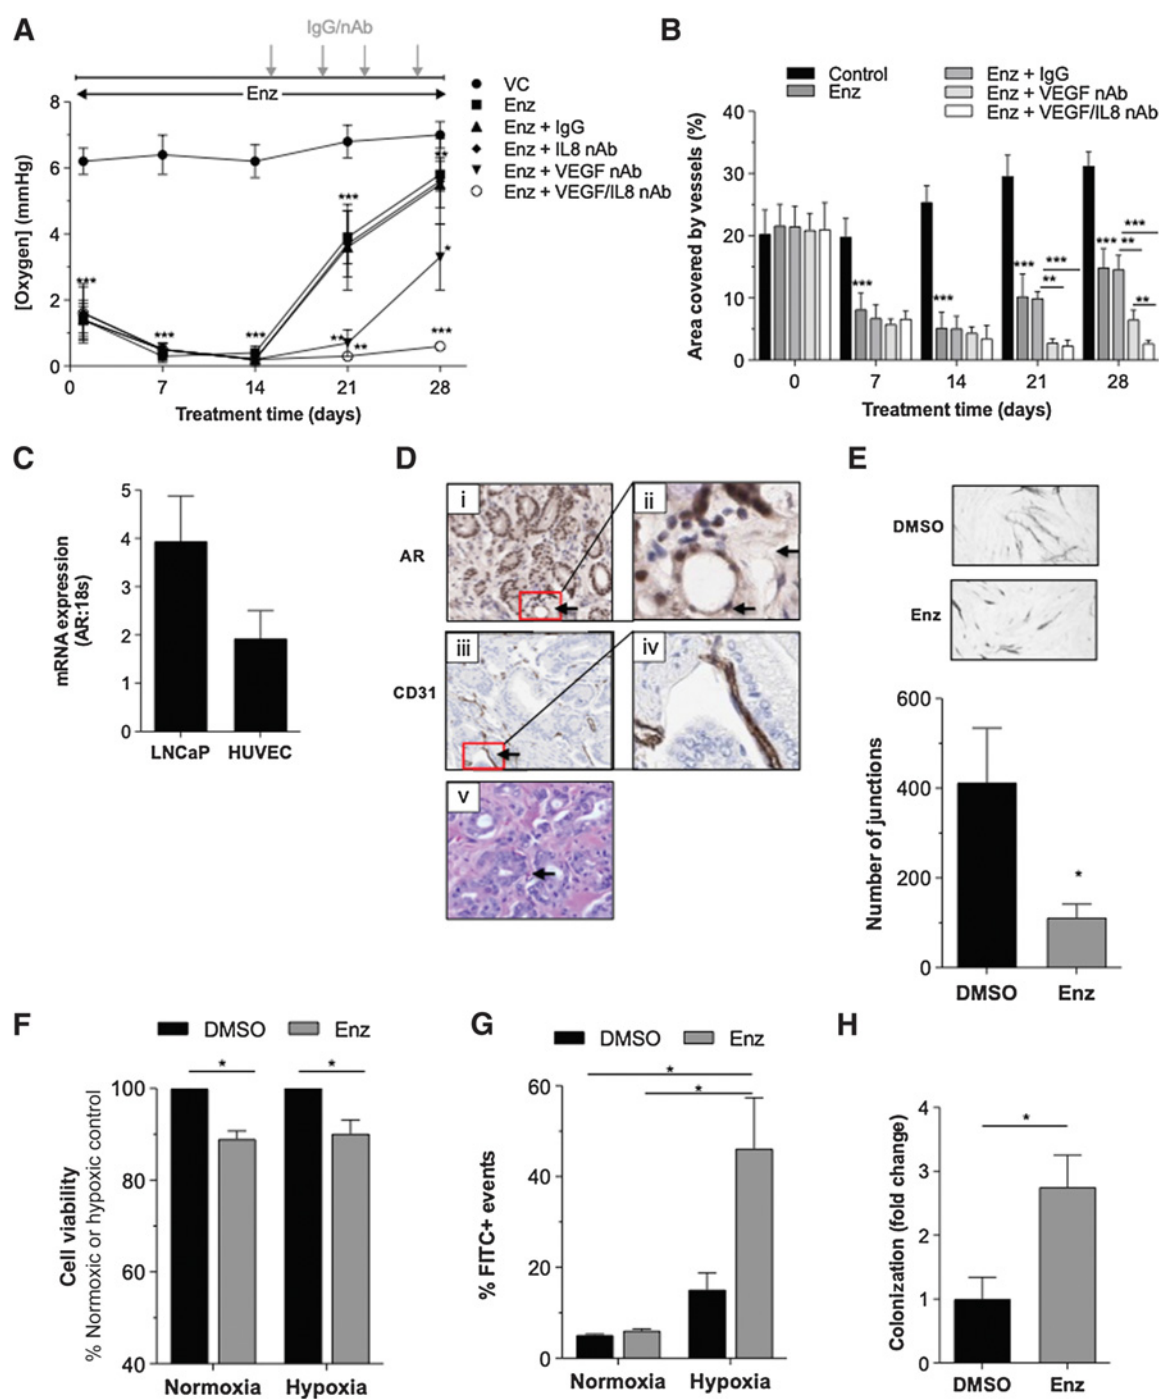 A
IgG/nAb
Enz
[Oxygen] (mmHg)
8
6
4
2
0
***
***
***
***
**
**
**
*
***
0 7 14 21 28
Treatment time (days)
VC
Enz
Enz + IgG
Enz + IL8 nAb
Enz + VEGF nAb
Enz + VEGF/IL8 nAb
B
Control
Enz
Enz + IgG
Enz + VEGF nAb
Enz + VEGF/IL8 nAb
Area covered by vessels (%)
40
30
20
10
0
***
***
***
***
**
***
***
**
**
0 7 14 21 28
Treatment time (days)
C
mRNA expression
(AR:18s)
5
4
3
2
1
0
LNCaP HUVEC
D
AR
i
ii
CD31
iii
iv
v
E
DMSO
Enz
Number of junctions
600
400
200
0
*
DMSO Enz
F
DMSO Enz
Cell viability
% Normoxic or hypoxic control
100
80
60
40
*
*
Normoxia Hypoxia
G
DMSO Enz
% FITC+ events
60
40
20
0
*
*
Normoxia Hypoxia
H
Colonization (fold change)
4
3
2
1
0
*
DMSO Enz